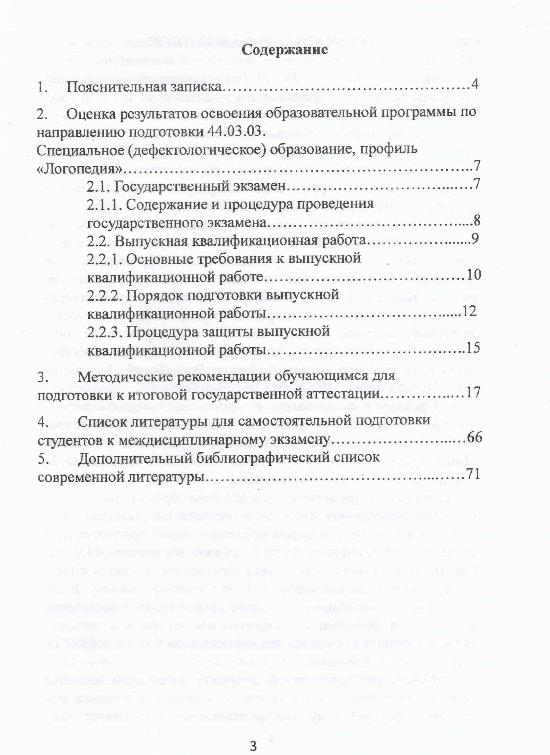 Содержание
1. Пояснительная записка.......................................4
2. Оценка результатов освоения образовательной программы по
направлению подготовки 44.03.03.
Специальное (дефектологическое) образование, профиль
«Логопедия».......................................................7
2.1. Государственный экзамен..............................7
2.1.1. Содержание и процедура проведения
государственного экзамена..................................8
2.2. Выпускная квалификационная работа.................9
2.2.1. Основные требования к выпускной
квалификационной работе..................................10
2.2.2. Порядок подготовки выпускной
квалификационной работы.................................12
2.2.3. Процедура защиты выпускной
квалификационной работы..................................15
3. Методические рекомендации обучающимся для
подготовки к итоговой государственной аттестации..........17
4. Список литературы для самостоятельной подготовки
студентов к междисциплинарному экзамену.....................66
5. Дополнительный библиографический список
современной литературы.........................................71
3